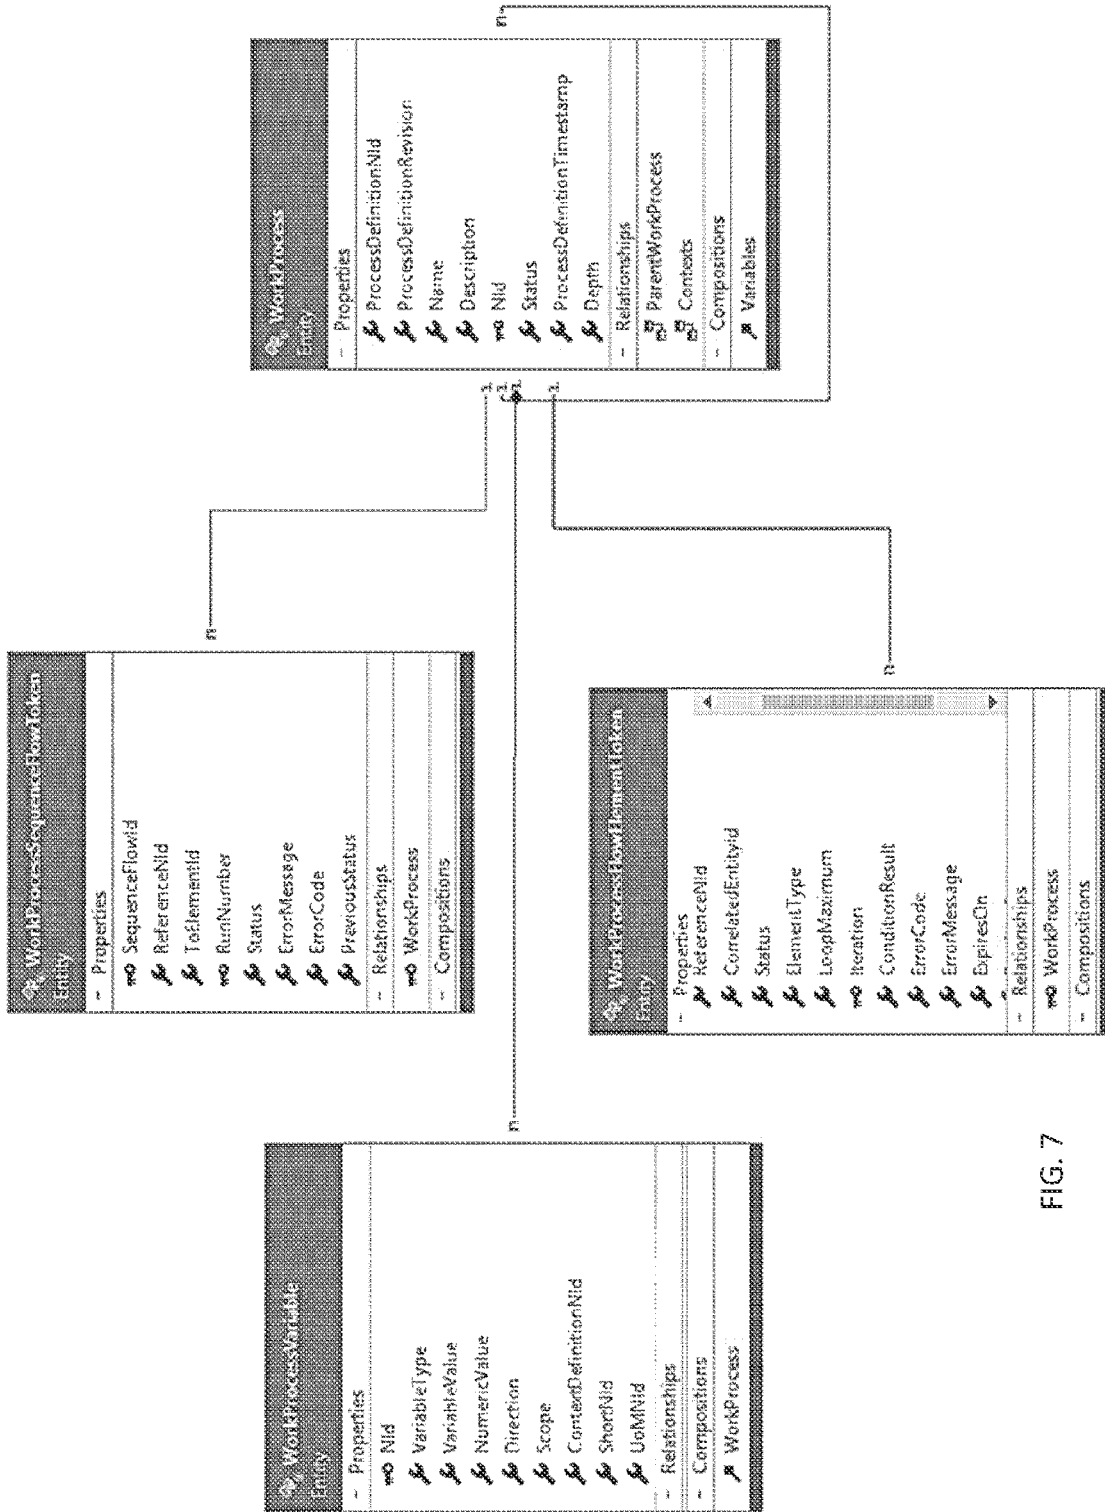 WorkProcessVariable
Entity
- Properties
NId
VariableType
VariableValue
NumericValue
Direction
Scope
ContextDefinitionNId
ShortNId
UoMNId
- Relationships
- Compositions
WorkProcess
n
WorkProcessSequenceFlowToken
Entity
- Properties
SequenceFlowId
ReferenceNId
ToElementId
RunNumber
Status
ErrorMessage
ErrorCode
PreviousStatus
- Relationships
WorkProcess
- Compositions
n
WorkProcessFlowElementToken
Entity
- Properties
ReferenceNId
CorrelatedEntityId
Status
ElementType
LoopMaximum
Iteration
ConditionResult
ErrorCode
ErrorMessage
ExpiresOn
- Relationships
WorkProcess
- Compositions
n
WorkProcess
Entity
- Properties
ProcessDefinitionNId
ProcessDefinitionRevision
Name
Description
NId
Status
ProcessDefinitionTimestamp
Depth
- Relationships
ParentWorkProcess
Contexts
- Compositions
Variables
1
1
1
1
n
FIG. 7